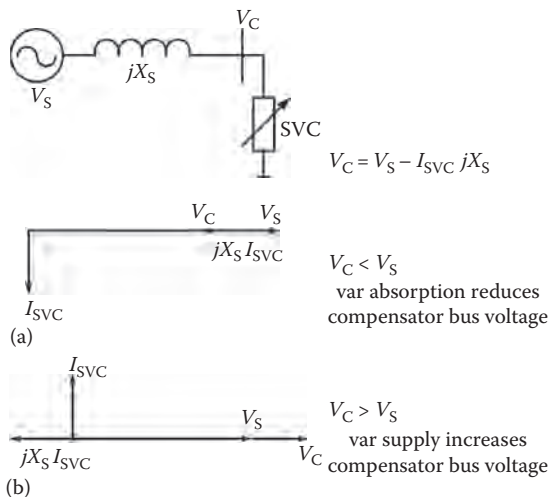 V_C
V_S
jX_S
SVC
V_C = V_S – I_SVC jX_S
V_C
V_S
jX_S I_SVC
I_SVC
V_C < V_S
var absorption reduces
compensator bus voltage
(a)
I_SVC
V_S
V_C
jX_S I_SVC
V_C > V_S
var supply increases
compensator bus voltage
(b)